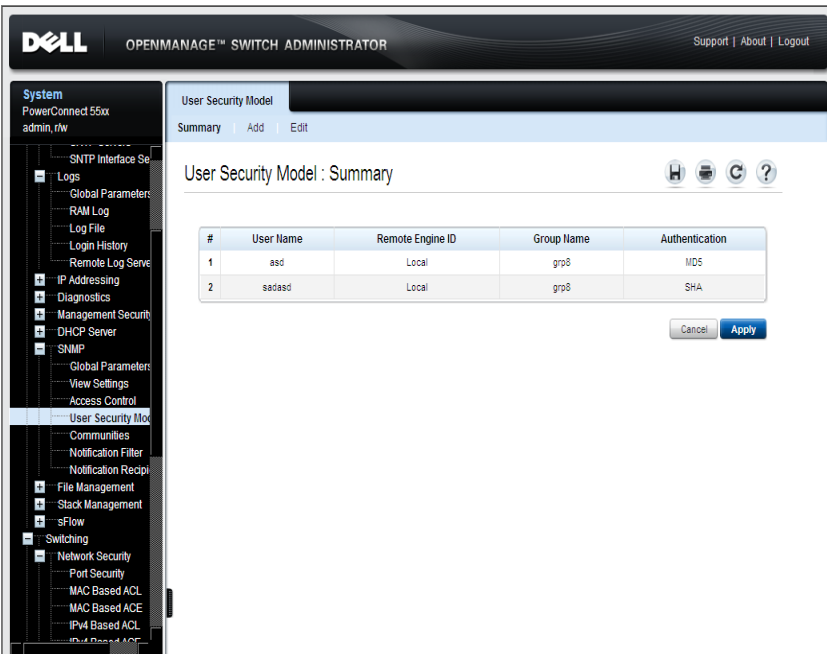 DELL
OPENMANAGE™ SWITCH ADMINISTRATOR
Support | About | Logout
System
PowerConnect 55xx
admin, r/w
SNTP Interface Se
Logs
Global Parameters
RAM Log
Log File
Login History
Remote Log Serve
IP Addressing
Diagnostics
Management Securit
DHCP Server
SNMP
Global Parameters
View Settings
Access Control
User Security Mod
Communities
Notification Filter
Notification Recipi
File Management
Stack Management
sFlow
Switching
Network Security
Port Security
MAC Based ACL
MAC Based ACE
IPv4 Based ACL
IPv4 Based ACE
User Security Model
Summary | Add | Edit
User Security Model : Summary
# User Name Remote Engine ID Group Name Authentication
1 asd Local grp8 MD5
2 sadasd Local grp8 SHA
Cancel Apply